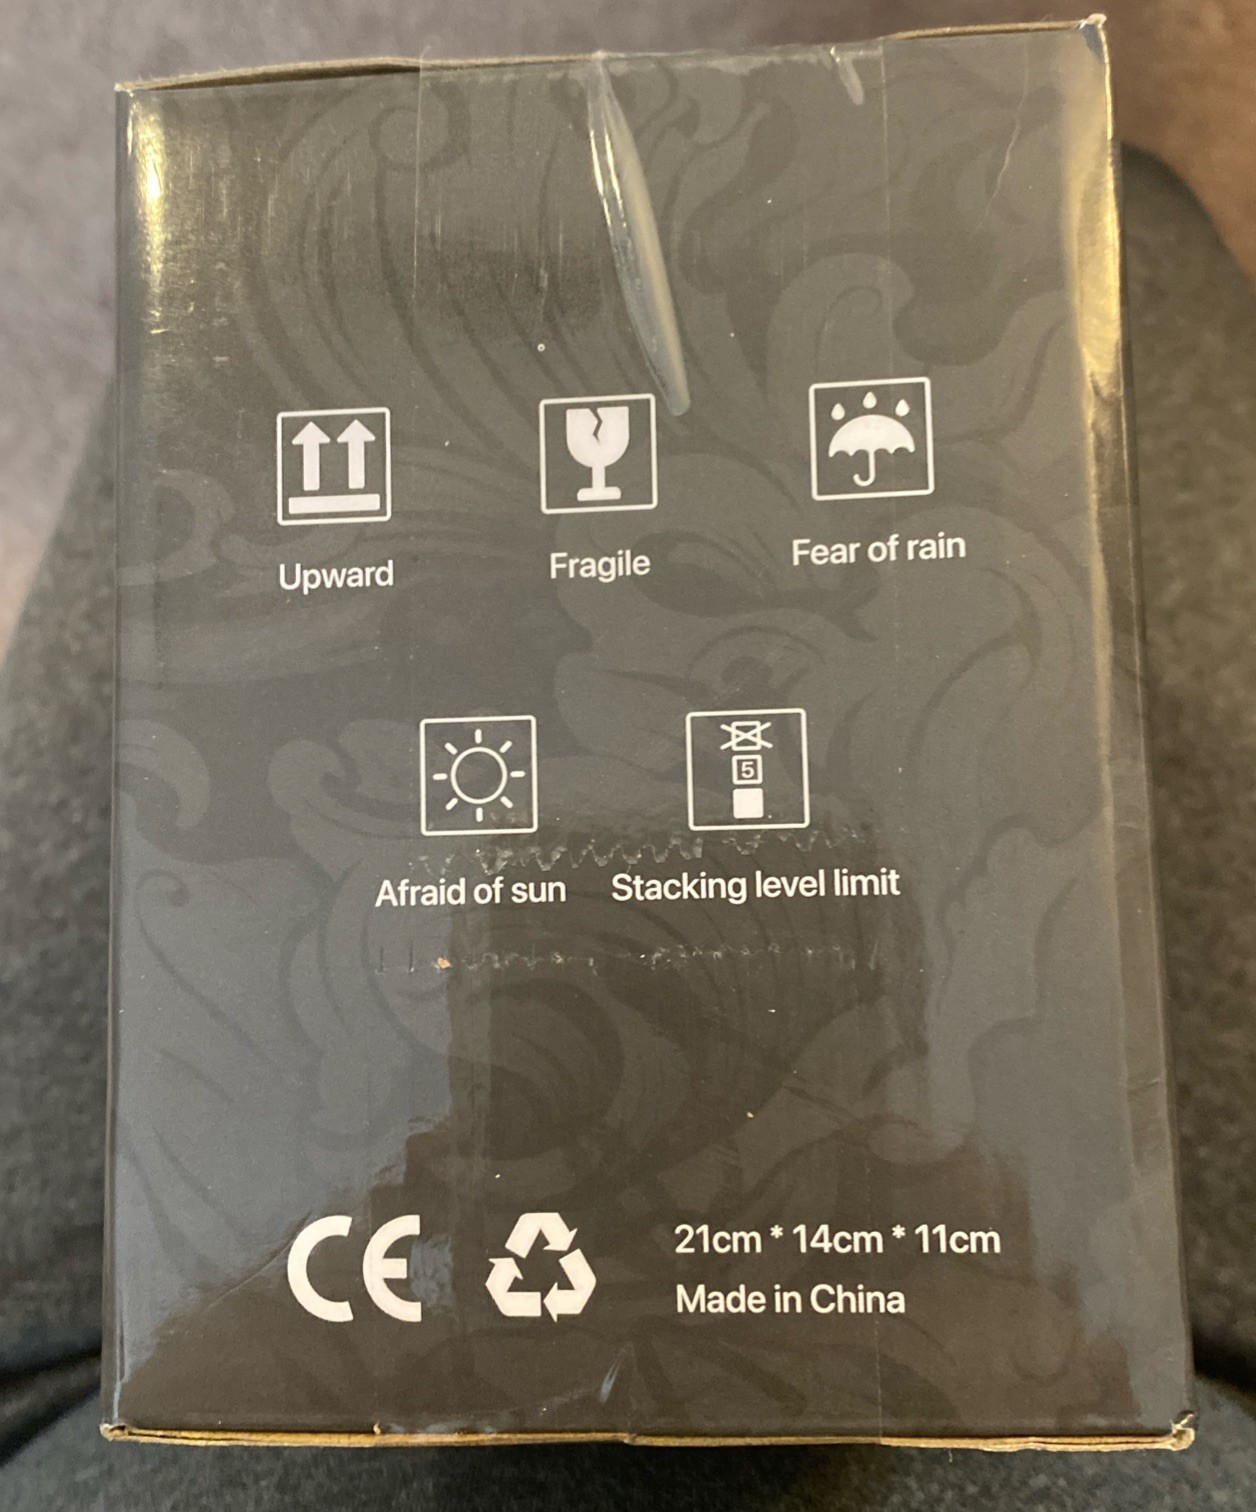 Upward
Fragile
Fear of rain
5
Afraid of sun
Stacking level limit
CE
21cm * 14cm * 11cm
Made in China